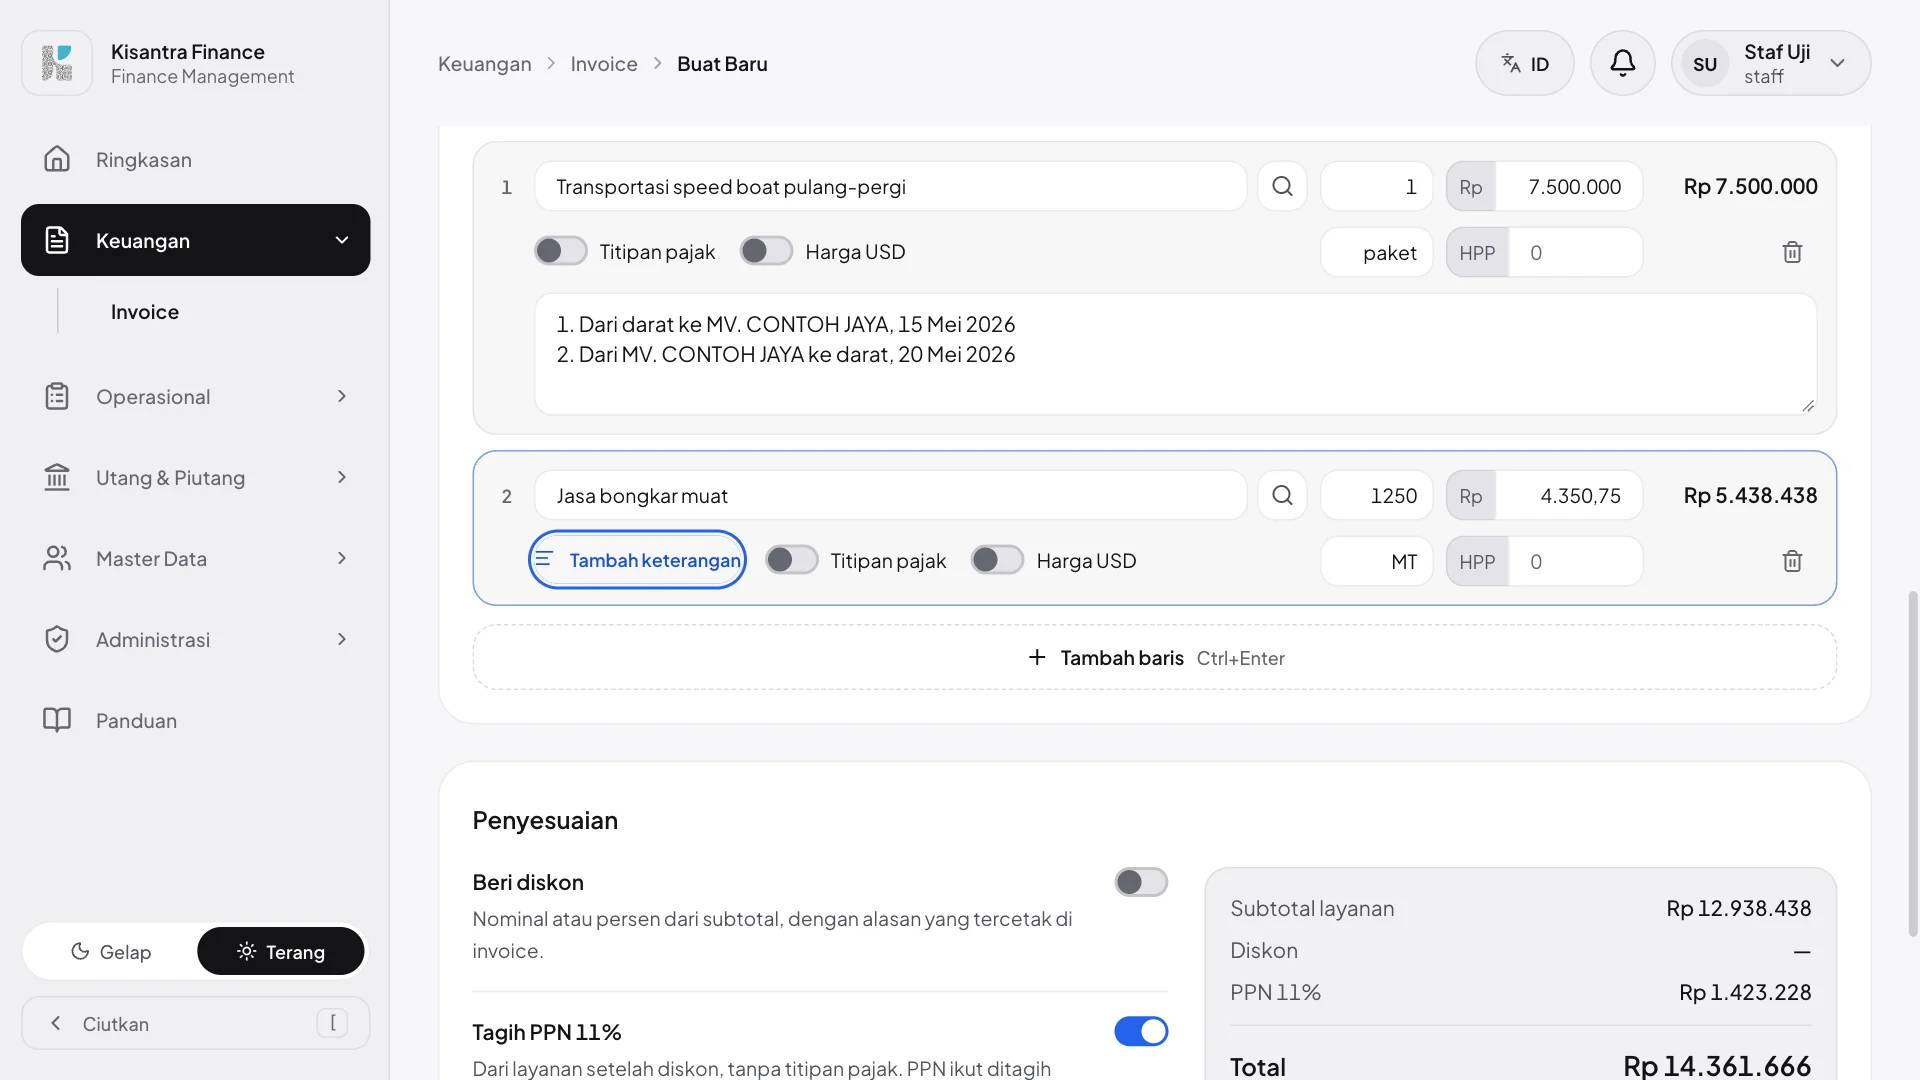 Kisantra Finance
Finance Management
Ringkasan
Keuangan
Invoice
Operasional
Utang & Piutang
Master Data
Administrasi
Panduan
Gelap
Terang
Ciutkan
[
Keuangan > Invoice > Buat Baru
ID
SU
Staf Uji
staff
1
Transportasi speed boat pulang-pergi
1
Rp 7.500.000
Rp 7.500.000
Titipan pajak
Harga USD
paket
HPP 0
1. Dari darat ke MV. CONTOH JAYA, 15 Mei 2026
2. Dari MV. CONTOH JAYA ke darat, 20 Mei 2026
2
Jasa bongkar muat
1250
Rp 4.350,75
Rp 5.438.438
Tambah keterangan
Titipan pajak
Harga USD
MT
HPP 0
+ Tambah baris Ctrl+Enter
Penyesuaian
Beri diskon
Nominal atau persen dari subtotal, dengan alasan yang tercetak di
invoice.
Tagih PPN 11%
Dari layanan setelah diskon, tanpa titipan pajak. PPN ikut ditagih
Subtotal layanan Rp 12.938.438
Diskon —
PPN 11% Rp 1.423.228
Total Rp 14.361.666